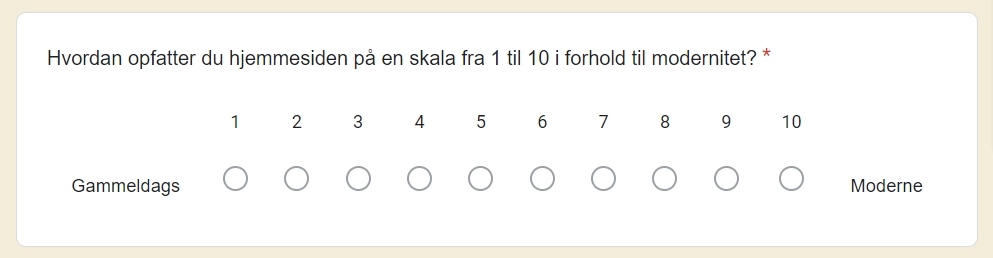 Hvordan opfatter du hjemmesiden på en skala fra 1 til 10 i forhold til modernitet? *
1 2 3 4 5 6 7 8 9 10
Gammeldags Moderne